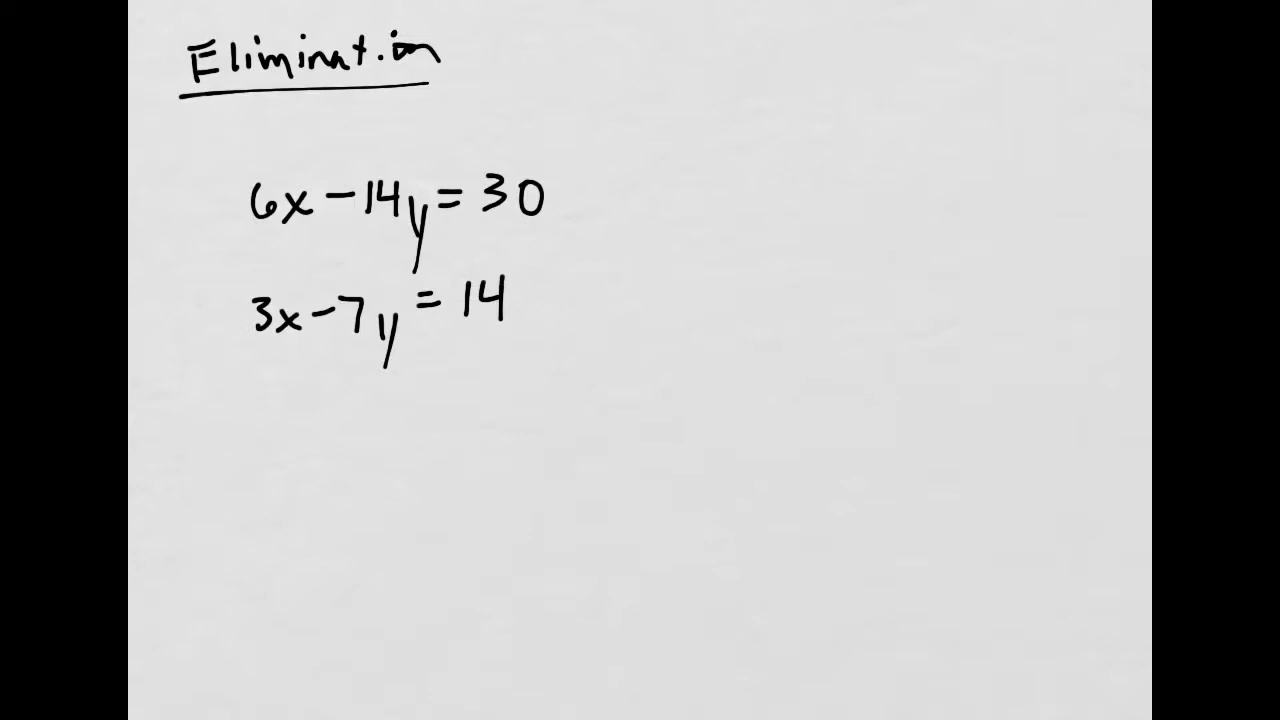 Elimination
6x - 14y = 30
3x - 7y = 14